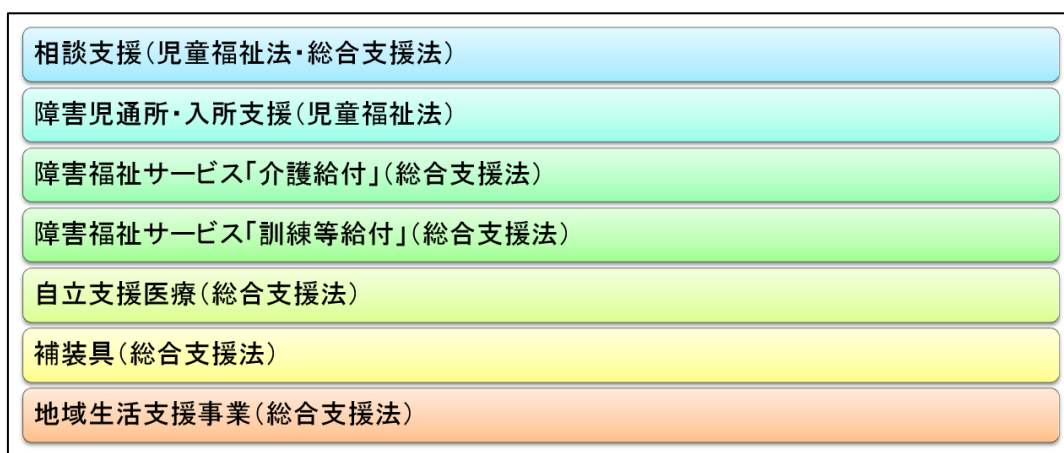 相談支援(児童福祉法・総合支援法)
障害児通所・入所支援(児童福祉法)
障害福祉サービス「介護給付」(総合支援法)
障害福祉サービス「訓練等給付」(総合支援法)
自立支援医療(総合支援法)
補装具(総合支援法)
地域生活支援事業(総合支援法)